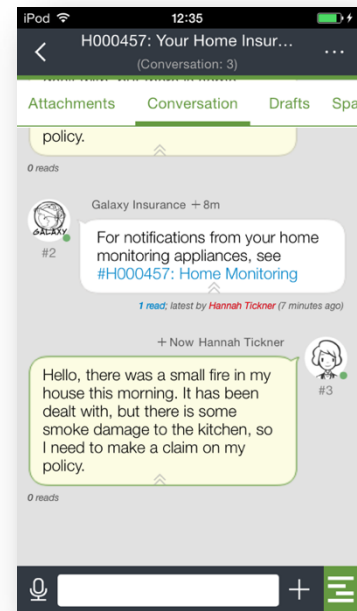 iPod 12:35
H000457: Your Home Insur...
(Conversation: 3)
Attachments Conversation Drafts Spa
policy.
0 reads
Galaxy Insurance + 8m
GALAXY
#2
For notifications from your home
monitoring appliances, see
#H000457: Home Monitoring
1 read; latest by Hannah Tickner (7 minutes ago)
+ Now Hannah Tickner
#3
Hello, there was a small fire in my
house this morning. It has been
dealt with, but there is some
smoke damage to the kitchen, so
I need to make a claim on my
policy.
0 reads